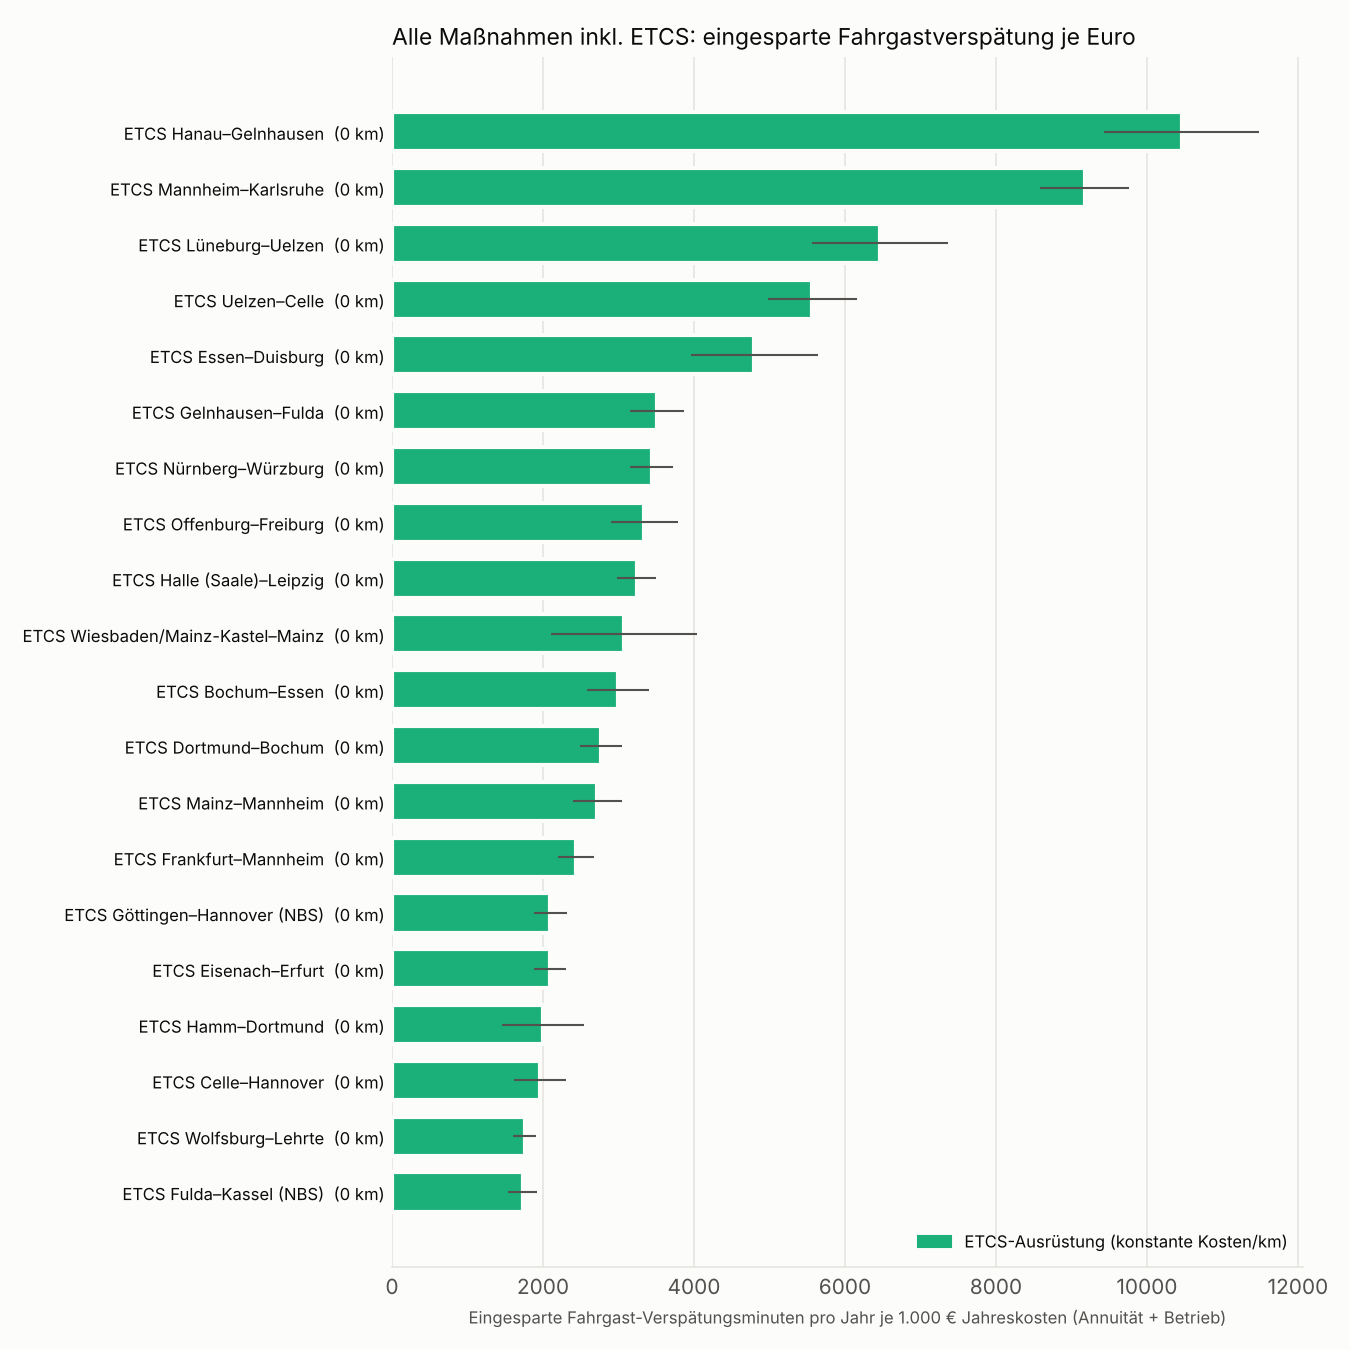 Alle Maßnahmen inkl. ETCS: eingesparte Fahrgastverspätung je Euro
ETCS Hanau–Gelnhausen (0 km)
ETCS Mannheim–Karlsruhe (0 km)
ETCS Lüneburg–Uelzen (0 km)
ETCS Uelzen–Celle (0 km)
ETCS Essen–Duisburg (0 km)
ETCS Gelnhausen–Fulda (0 km)
ETCS Nürnberg–Würzburg (0 km)
ETCS Offenburg–Freiburg (0 km)
ETCS Halle (Saale)–Leipzig (0 km)
ETCS Wiesbaden/Mainz-Kastel–Mainz (0 km)
ETCS Bochum–Essen (0 km)
ETCS Dortmund–Bochum (0 km)
ETCS Mainz–Mannheim (0 km)
ETCS Frankfurt–Mannheim (0 km)
ETCS Göttingen–Hannover (NBS) (0 km)
ETCS Eisenach–Erfurt (0 km)
ETCS Hamm–Dortmund (0 km)
ETCS Celle–Hannover (0 km)
ETCS Wolfsburg–Lehrte (0 km)
ETCS Fulda–Kassel (NBS) (0 km)
ETCS-Ausrüstung (konstante Kosten/km)
0 2000 4000 6000 8000 10000 12000
Eingesparte Fahrgast-Verspätungsminuten pro Jahr je 1.000 € Jahreskosten (Annuität + Betrieb)